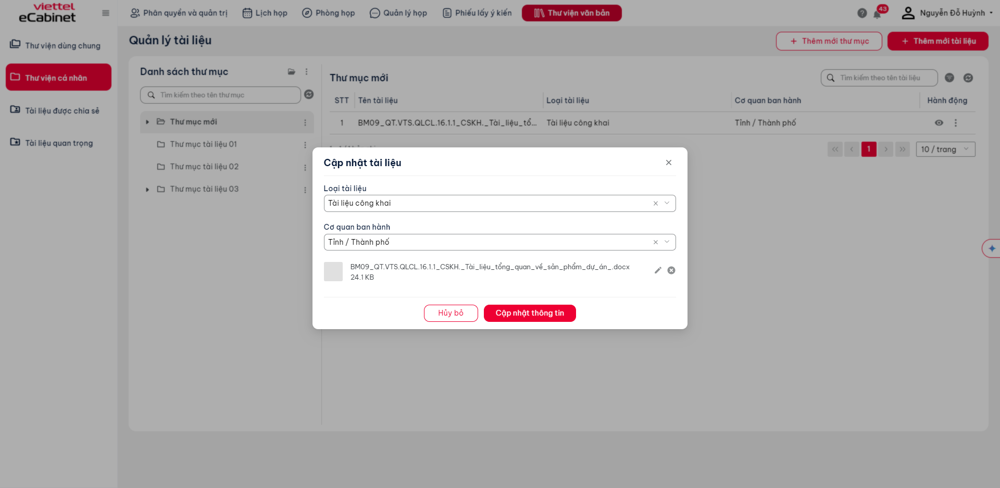 viettel
eCabinet
Phân quyền và quản trị
Lịch họp
Phòng họp
Quản lý họp
Phiếu lấy ý kiến
Thư viện văn bản
43
Nguyễn Đỗ Huỳnh
Thư viện dùng chung
Thư viện cá nhân
Tài liệu được chia sẻ
Tài liệu quan trọng
Quản lý tài liệu
+ Thêm mới thư mục
+ Thêm mới tài liệu
Danh sách thư mục
Tìm kiếm theo tên thư mục
Thư mục mới
Thư mục tài liệu 01
Thư mục tài liệu 02
Thư mục tài liệu 03
Thư mục mới
Tìm kiếm theo tên tài liệu
STT Tên tài liệu Loại tài liệu Cơ quan ban hành Hành động
1 BM09_QT.VTS.QLCL.16.1.1_CSKH._Tài_liệu_tổ... Tài liệu công khai Tỉnh / Thành phố
1
10 / trang
Cập nhật tài liệu
Loại tài liệu
Tài liệu công khai
Cơ quan ban hành
Tỉnh / Thành phố
BM09_QT.VTS.QLCL.16.1.1_CSKH._Tài_liệu_tổng_quan_về_sản_phẩm_dự_án_.docx
24.1 KB
Hủy bỏ
Cập nhật thông tin